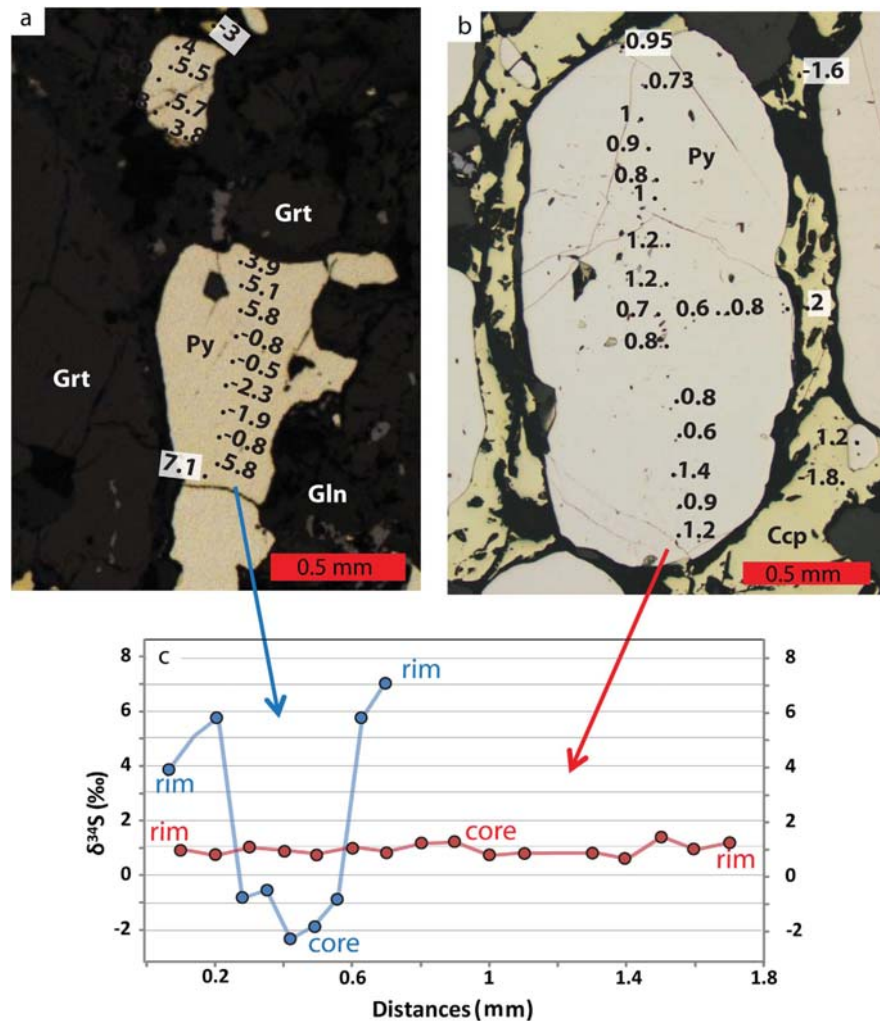 a
.-3
.4
.5.5
.5.7
.3.8
Grt
.3.9
.5.1
.5.8
.-0.8
Py
.-0.5
.-2.3
.-1.9
.-0.8
.5.8
7.1 .
Grt
Gln
0.5 mm
b
.0.95
.-1.6
.0.73
1 .
0.9 .
Py
0.8 .
1 .
1.2 .
1.2 .
0.7 . 0.6 . .0.8 . .2
0.8 .
.0.8
.0.6
1.2 .
.1.4
-1.8.
.0.9
.1.2
Ccp
0.5 mm
c
8 8
6 6
4 4
2 2
0 0
-2 -2
rim
rim
rim
core
rim
core
δ³⁴S (‰)
0.2 0.6 1 1.4 1.8
Distances (mm)